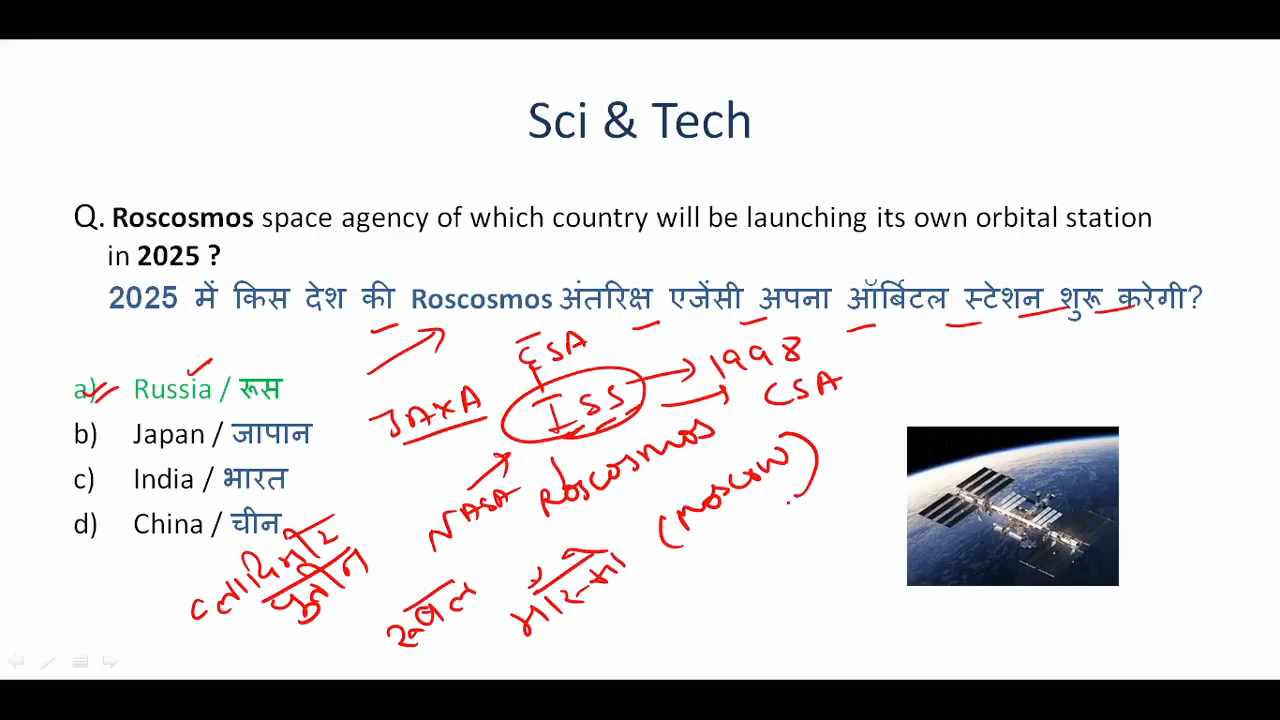 Sci & Tech
Q. Roscosmos space agency of which country will be launching its own orbital station
in 2025 ?
2025 में किस देश की Roscosmos अंतरिक्ष एजेंसी अपना ऑर्बिटल स्टेशन शुरू करेगी?
ESA
1998
a) Russia / रूस
JAXA
ISS
CSA
b) Japan / जापान
Roscosmos
c) India / भारत
NASA
(Moscow)
d) China / चीन
रूबल